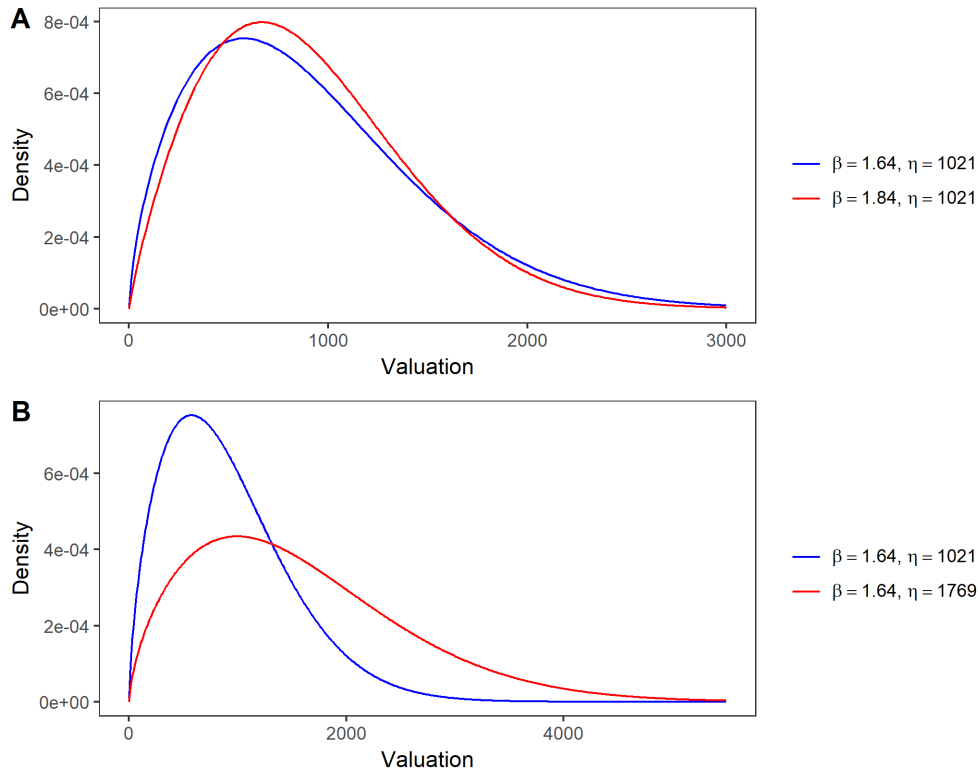 A
8e-04
6e-04
4e-04
2e-04
0e+00
Density
0
1000
2000
3000
Valuation
β = 1.64, η = 1021
β = 1.84, η = 1021
B
6e-04
4e-04
2e-04
0e+00
Density
0
2000
4000
Valuation
β = 1.64, η = 1021
β = 1.64, η = 1769